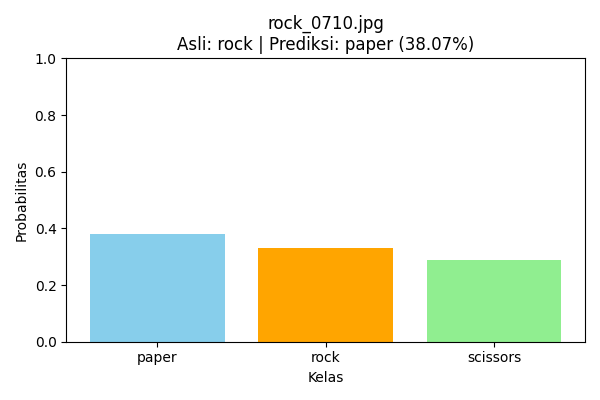 rock_0710.jpg
Asli: rock | Prediksi: paper (38.07%)
1.0
0.8
0.6
0.4
0.2
0.0
Probabilitas
paper rock scissors
Kelas